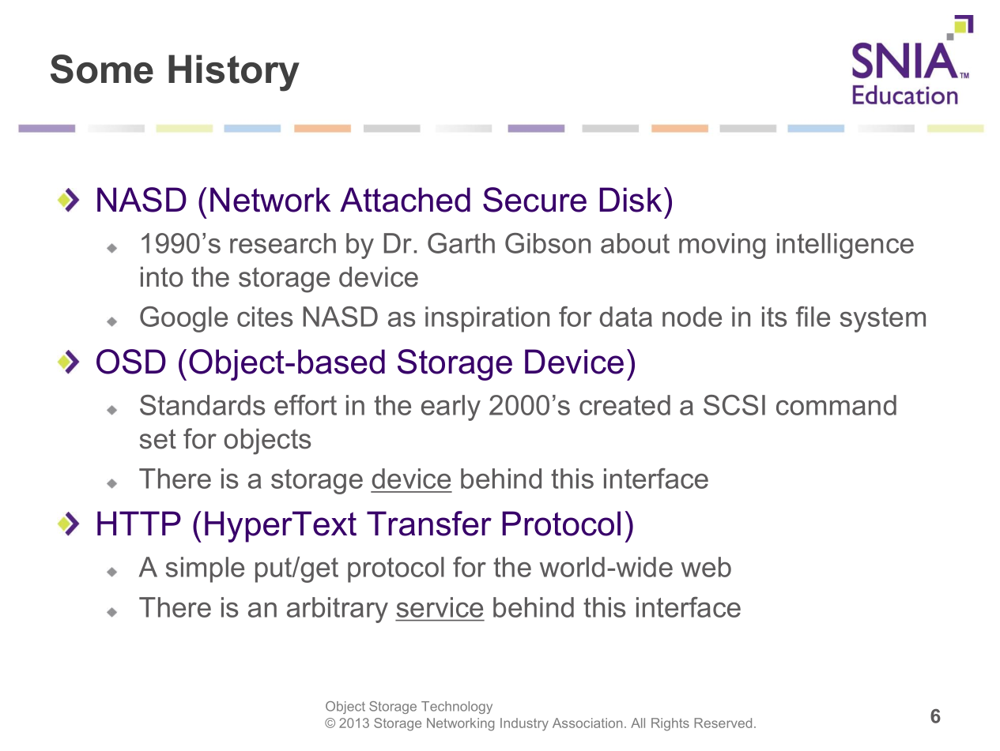 Some History
SNIA™
Education
NASD (Network Attached Secure Disk)
1990’s research by Dr. Garth Gibson about moving intelligence
into the storage device
Google cites NASD as inspiration for data node in its file system
OSD (Object-based Storage Device)
Standards effort in the early 2000’s created a SCSI command
set for objects
There is a storage device behind this interface
HTTP (HyperText Transfer Protocol)
A simple put/get protocol for the world-wide web
There is an arbitrary service behind this interface
Object Storage Technology
© 2013 Storage Networking Industry Association. All Rights Reserved.
6